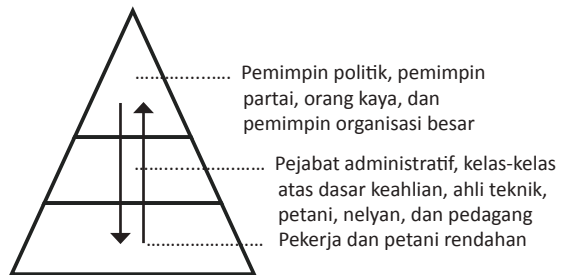 Pemimpin politik, pemimpin
partai, orang kaya, dan
pemimpin organisasi besar
Pejabat administratif, kelas-kelas
atas dasar keahlian, ahli teknik,
petani, nelyan, dan pedagang
Pekerja dan petani rendahan